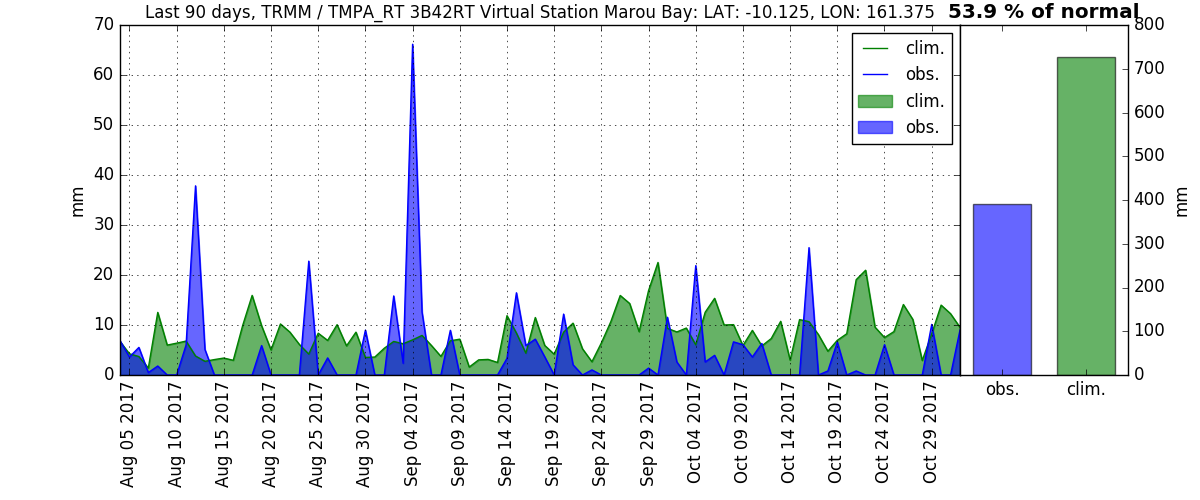 Last 90 days, TRMM / TMPA_RT 3B42RT Virtual Station Marou Bay: LAT: -10.125, LON: 161.375
53.9 % of normal
mm
70
60
50
40
30
20
10
0
clim.
obs.
clim.
obs.
Aug 05 2017
Aug 10 2017
Aug 15 2017
Aug 20 2017
Aug 25 2017
Aug 30 2017
Sep 04 2017
Sep 09 2017
Sep 14 2017
Sep 19 2017
Sep 24 2017
Sep 29 2017
Oct 04 2017
Oct 09 2017
Oct 14 2017
Oct 19 2017
Oct 24 2017
Oct 29 2017
800
700
600
500
400
300
200
100
0
mm
obs.
clim.